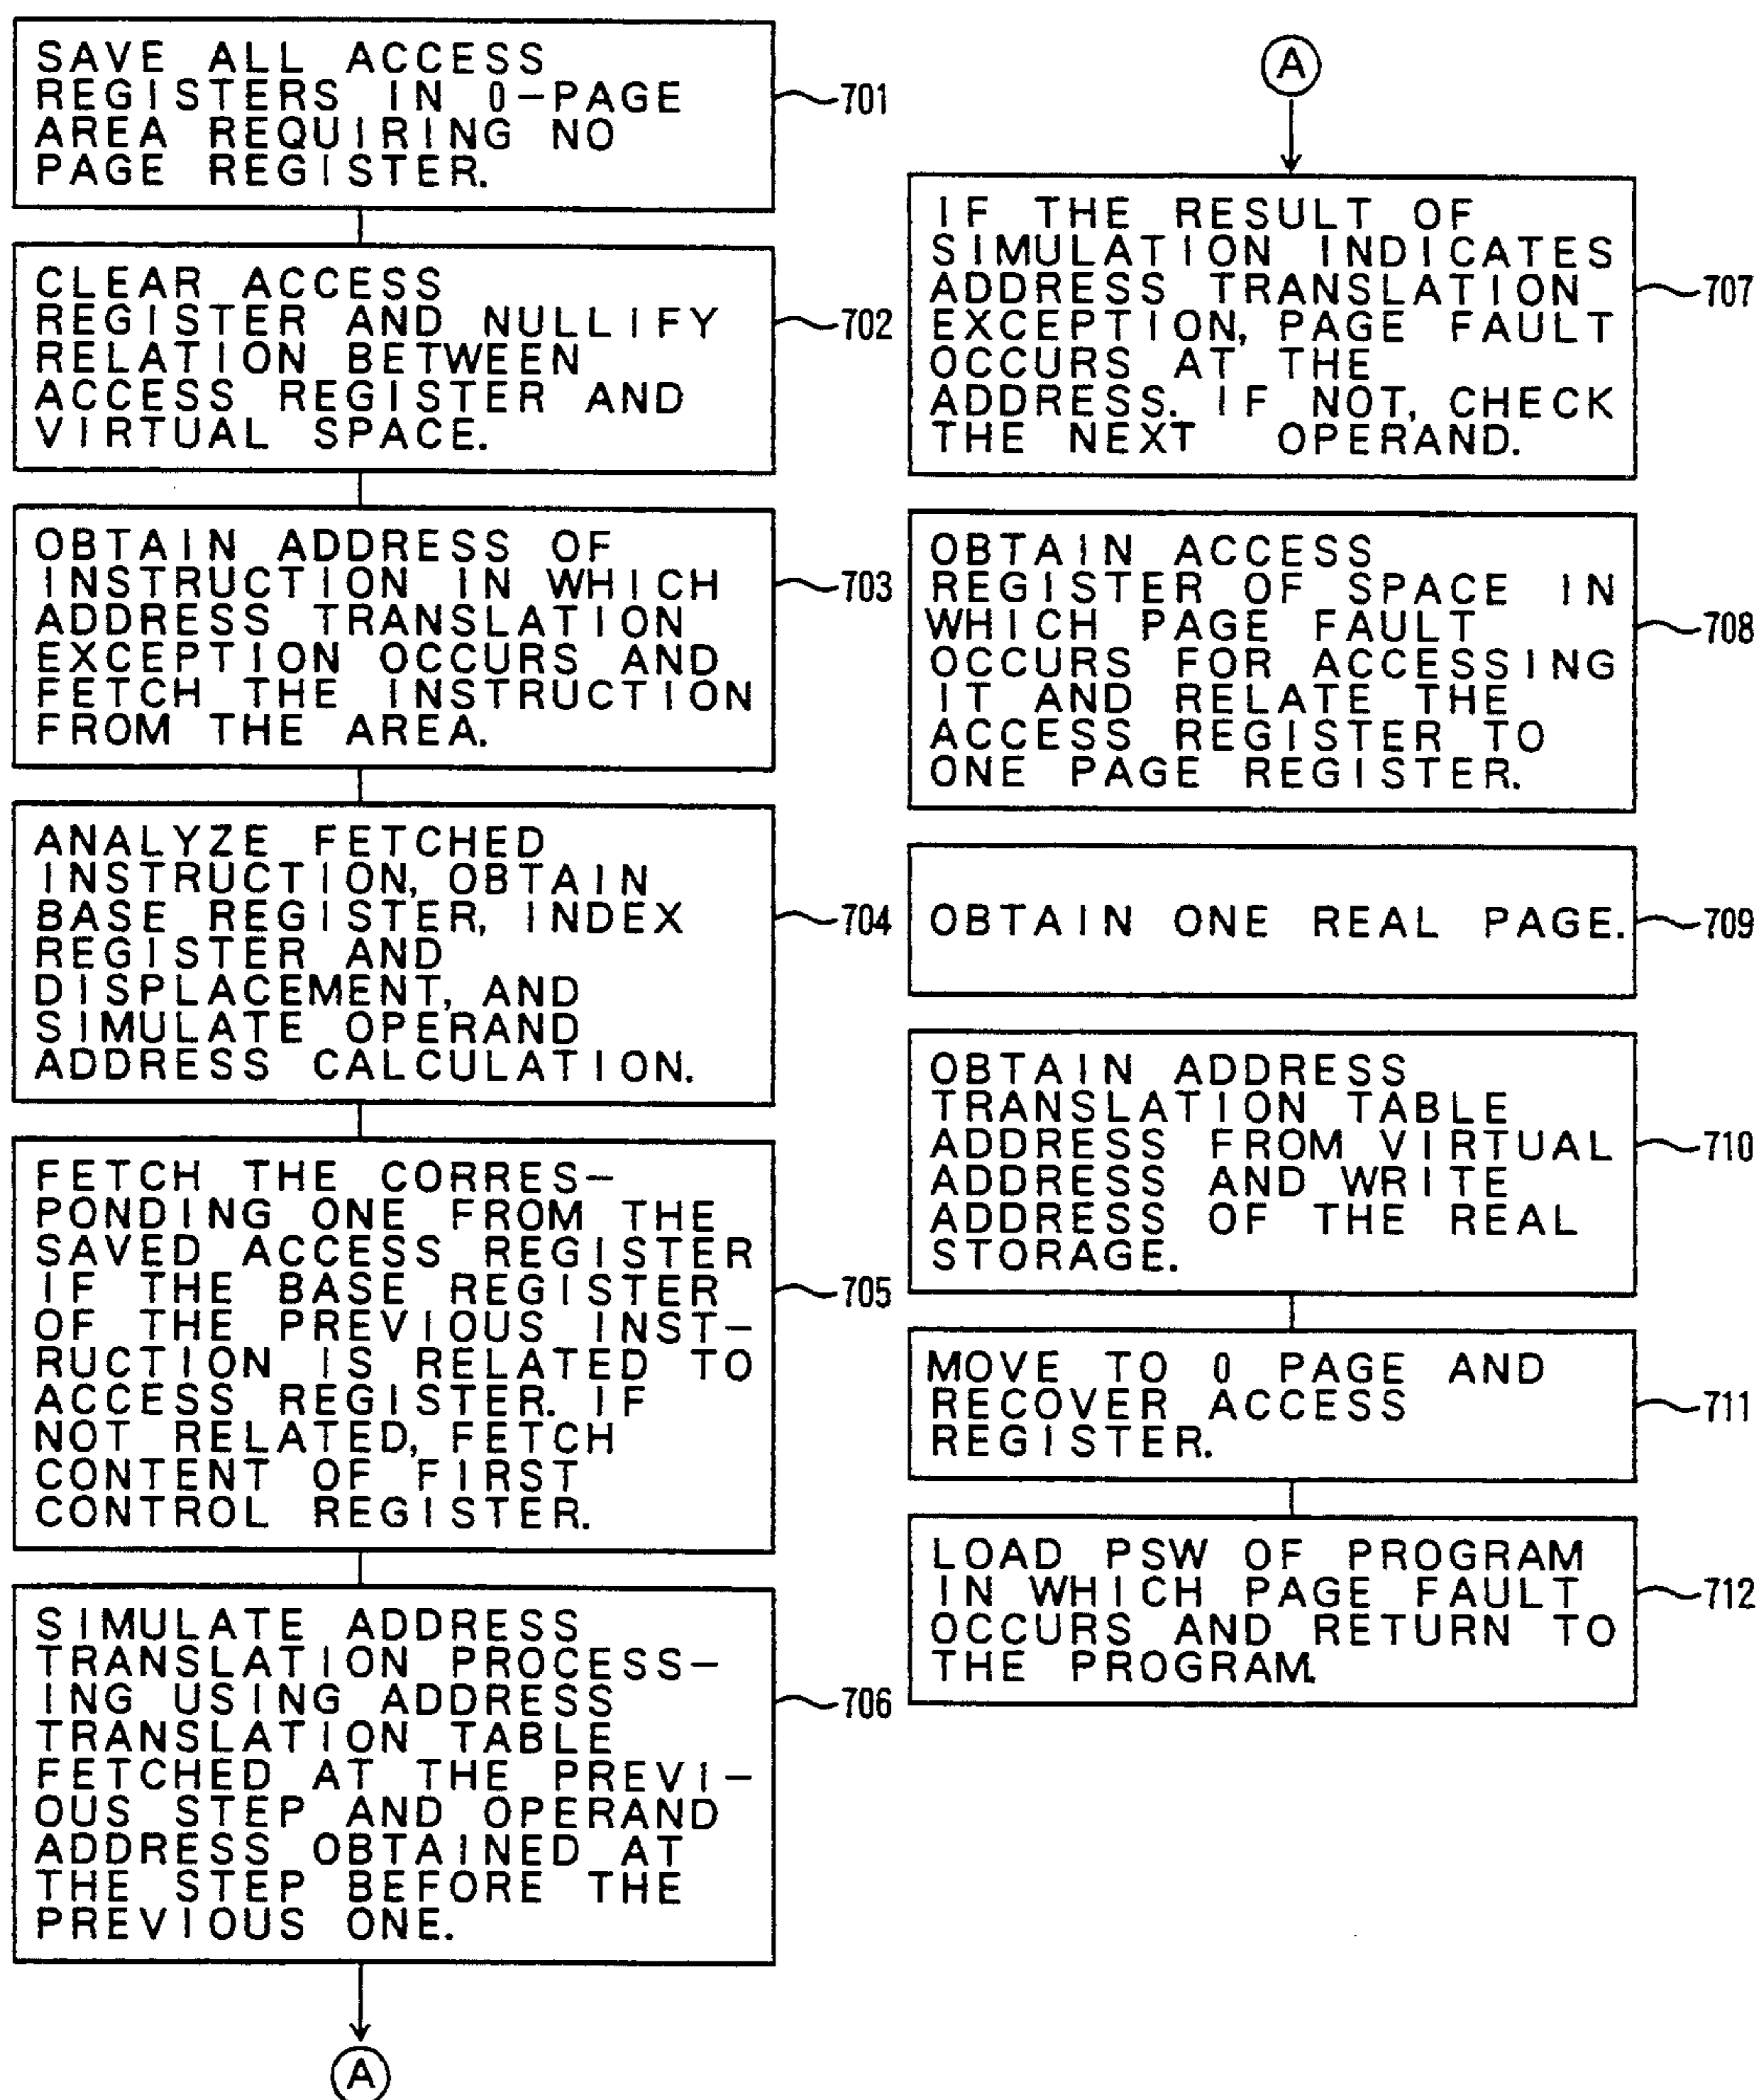 SAVE ALL ACCESS
REGISTERS IN 0-PAGE
AREA REQUIRING NO
PAGE REGISTER.
701
CLEAR ACCESS
REGISTER AND NULLIFY
RELATION BETWEEN
ACCESS REGISTER AND
VIRTUAL SPACE.
702
OBTAIN ADDRESS OF
INSTRUCTION IN WHICH
ADDRESS TRANSLATION
EXCEPTION OCCURS AND
FETCH THE INSTRUCTION
FROM THE AREA.
703
ANALYZE FETCHED
INSTRUCTION, OBTAIN
BASE REGISTER, INDEX
REGISTER AND
DISPLACEMENT, AND
SIMULATE OPERAND
ADDRESS CALCULATION.
704
FETCH THE CORRES-
PONDING ONE FROM THE
SAVED ACCESS REGISTER
IF THE BASE REGISTER
OF THE PREVIOUS INST-
RUCTION IS RELATED TO
ACCESS REGISTER. IF
NOT RELATED, FETCH
CONTENT OF FIRST
CONTROL REGISTER.
705
SIMULATE ADDRESS
TRANSLATION PROCESS-
ING USING ADDRESS
TRANSLATION TABLE
FETCHED AT THE PREVI-
OUS STEP AND OPERAND
ADDRESS OBTAINED AT
THE STEP BEFORE THE
PREVIOUS ONE.
706
A
A
IF THE RESULT OF
SIMULATION INDICATES
ADDRESS TRANSLATION
EXCEPTION, PAGE FAULT
OCCURS AT THE
ADDRESS. IF NOT, CHECK
THE NEXT OPERAND.
707
OBTAIN ACCESS
REGISTER OF SPACE IN
WHICH PAGE FAULT
OCCURS FOR ACCESSING
IT AND RELATE THE
ACCESS REGISTER TO
ONE PAGE REGISTER.
708
OBTAIN ONE REAL PAGE.
709
OBTAIN ADDRESS
TRANSLATION TABLE
ADDRESS FROM VIRTUAL
ADDRESS AND WRITE
ADDRESS OF THE REAL
STORAGE.
710
MOVE TO 0 PAGE AND
RECOVER ACCESS
REGISTER.
711
LOAD PSW OF PROGRAM
IN WHICH PAGE FAULT
OCCURS AND RETURN TO
THE PROGRAM.
712